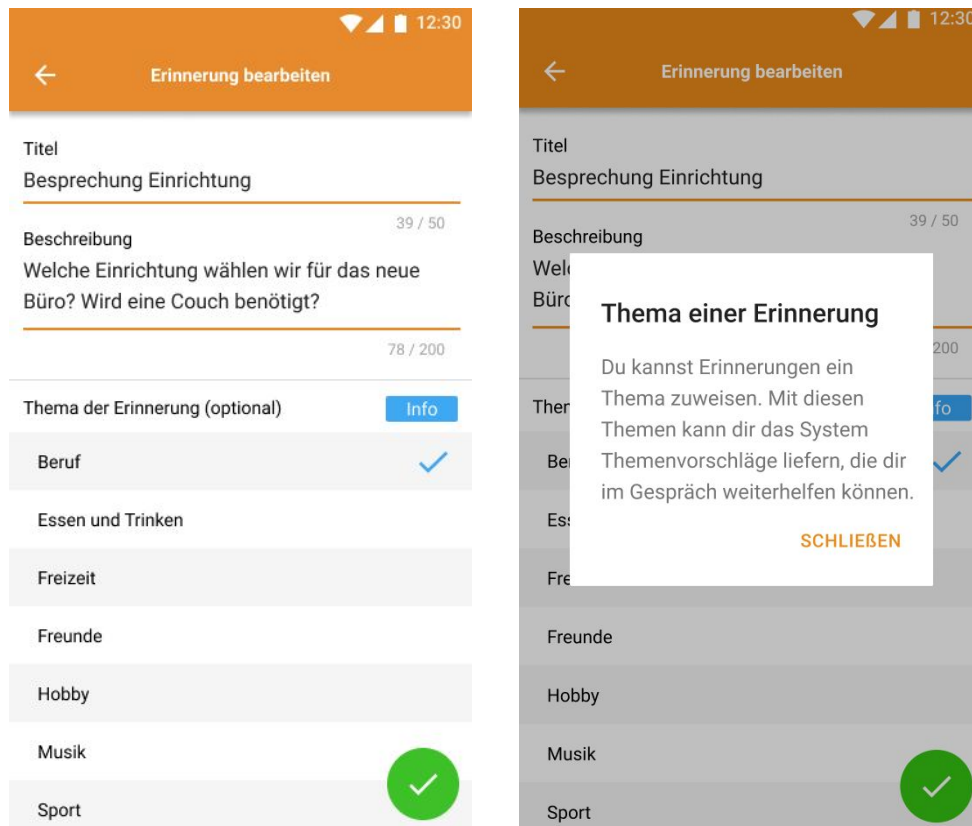 12:30
Erinnerung bearbeiten
Titel
Besprechung Einrichtung
39 / 50
Beschreibung
Welche Einrichtung wählen wir für das neue
Büro? Wird eine Couch benötigt?
78 / 200
Thema der Erinnerung (optional)
Info
Beruf
Essen und Trinken
Freizeit
Freunde
Hobby
Musik
Sport
12:30
Erinnerung bearbeiten
Titel
Besprechung Einrichtung
39 / 50
Beschreibung
Thema einer Erinnerung
Du kannst Erinnerungen ein
Thema zuweisen. Mit diesen
Themen kann dir das System
Themenvorschläge liefern, die dir
im Gespräch weiterhelfen können.
SCHLIEẞEN
200
Freunde
Hobby
Musik
Sport